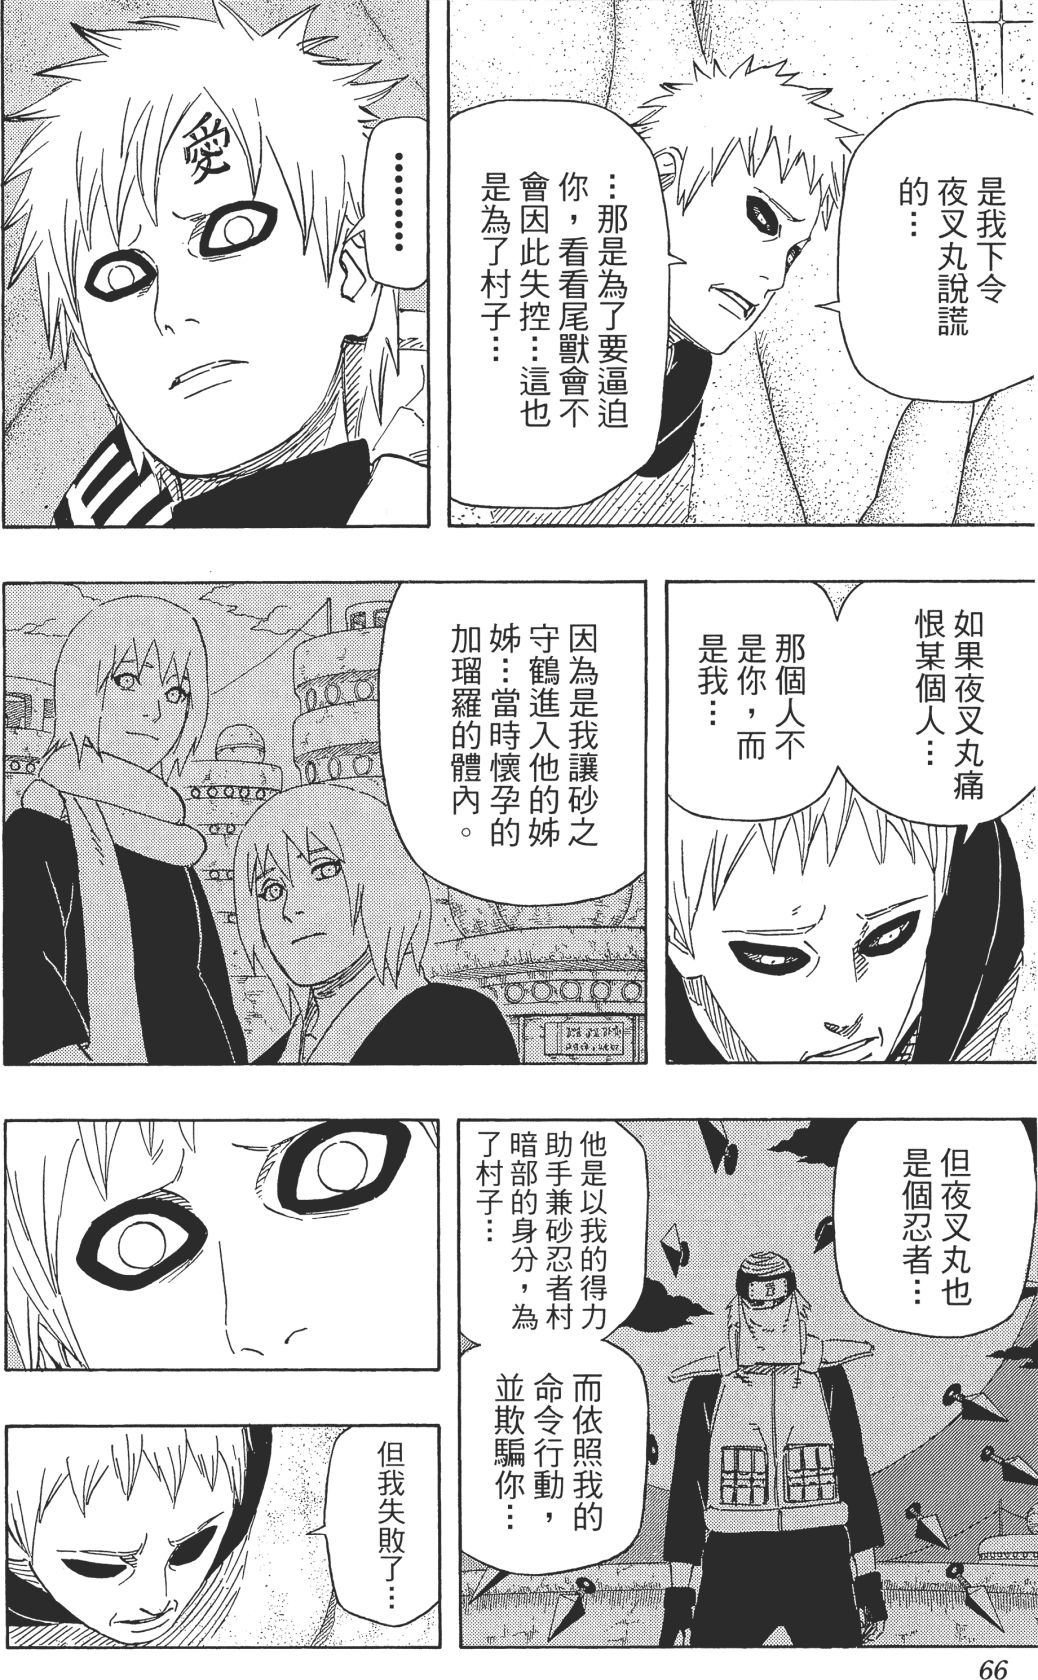 是我下令
夜叉丸說謊
的…
…那是為了要逼迫
你，看看尾獸會不
會因此失控…這也
是為了村子…
愛
………
如果夜叉丸痛
恨某個人…
那個人不
是你，而
是我…
因為是我讓砂之
守鶴進入他的姊
姊…當時懷孕的
加瑠羅的體內。
但夜叉丸也
是個忍者…
他是以我的得力
助手兼砂忍者村
暗部的身分，為
了村子…
而依照我的
命令行動，
並欺騙你…
但我失敗了…
66